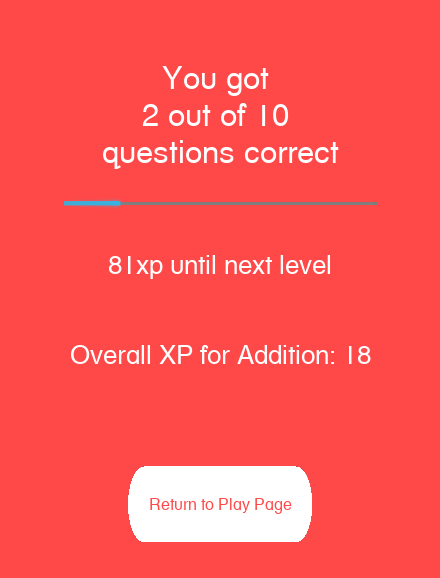 You got
2 out of 10
questions correct
81xp until next level
Overall XP for Addition: 18
Return to Play Page